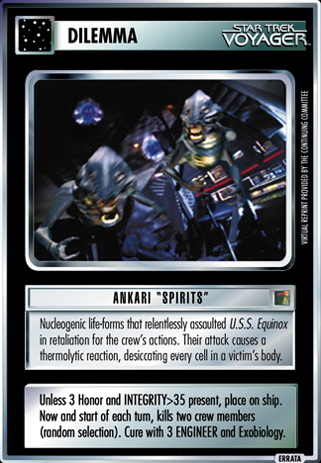 DILEMMA
STAR TREK
VOYAGER
VIRTUAL REPRINT PROVIDED BY THE CONTINUING COMMITTEE
ANKARI "SPIRITS"
Nucleogenic life-forms that relentlessly assaulted U.S.S. Equinox
in retaliation for the crew's actions. Their attack causes a
thermolytic reaction, desiccating every cell in a victim's body.
Unless 3 Honor and INTEGRITY>35 present, place on ship.
Now and start of each turn, kills two crew members
(random selection). Cure with 3 ENGINEER and Exobiology.
ERRATA